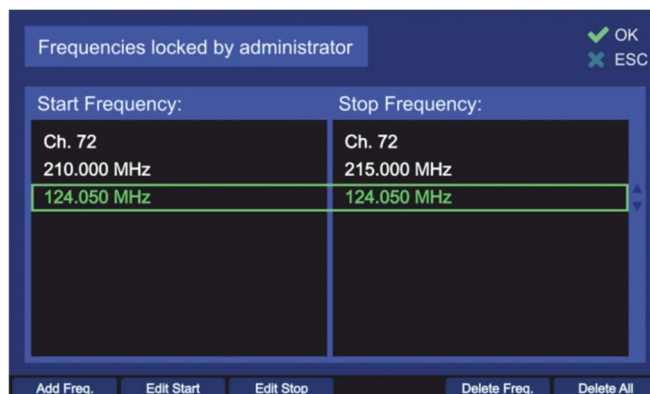 Frequencies locked by administrator
OK
ESC
Start Frequency: Stop Frequency:
Ch. 72 Ch. 72
210.000 MHz 215.000 MHz
124.050 MHz 124.050 MHz
Add Freq. Edit Start Edit Stop Delete Freq. Delete All